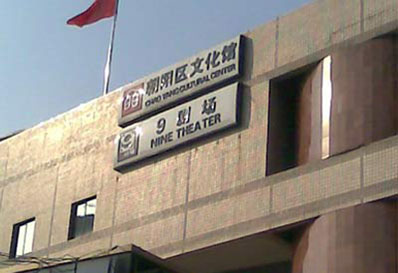 朝阳区文化馆
CHAO YANG CULTURAL CENTER
9 剧场
NINE THEATER